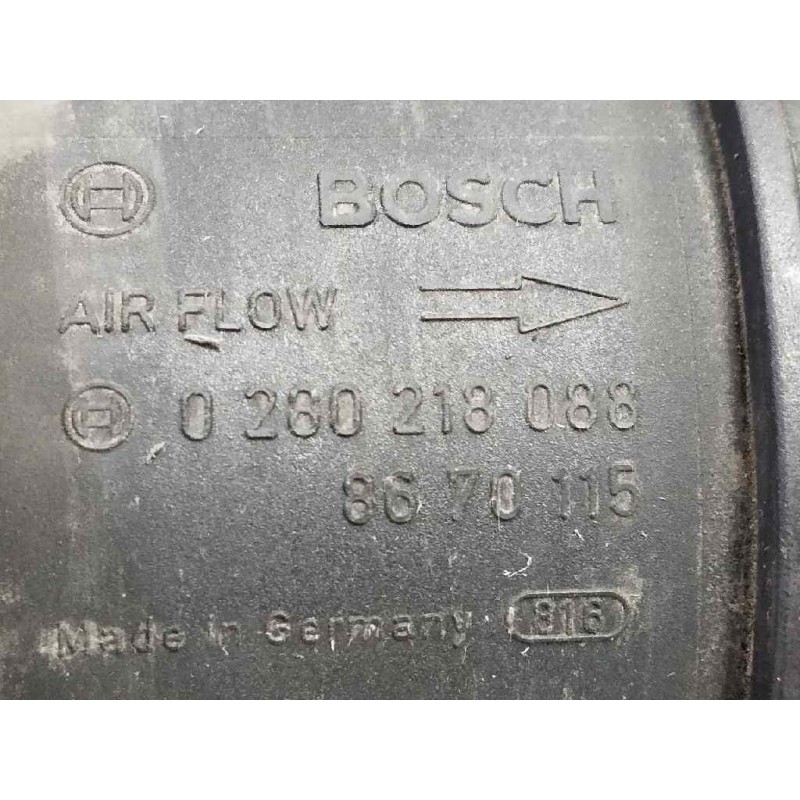 BOSCH
AIR FLOW
0 280 218 088
86 70 115
Made in Germany 816